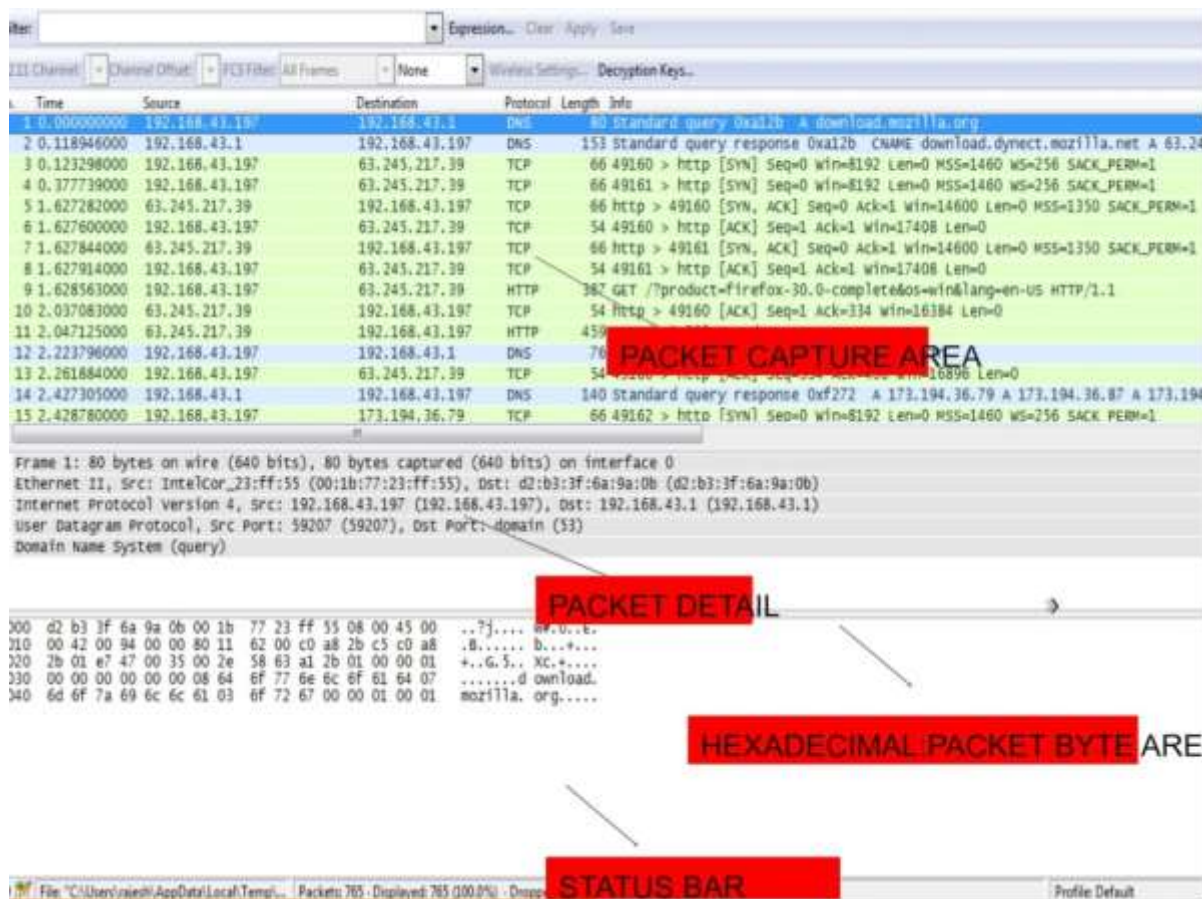 Filter: Expression... Clear Apply Save
Channel: Channel Offset: FCS Filter: All Frames None Wireless Settings... Decryption Keys...
Time Source Destination Protocol Length Info
1 0.000000000 192.168.43.197 192.168.43.1 DNS 80 Standard query 0xa12b A download.mozilla.org
2 0.118946000 192.168.43.1 192.168.43.197 DNS 153 Standard query response 0xa12b CNAME download.dynect.mozilla.net A 63.24
3 0.123298000 192.168.43.197 63.245.217.39 TCP 66 49160 > http [SYN] Seq=0 Win=8192 Len=0 MSS=1460 WS=256 SACK_PERM=1
4 0.377739000 192.168.43.197 63.245.217.39 TCP 66 49161 > http [SYN] Seq=0 Win=8192 Len=0 MSS=1460 WS=256 SACK_PERM=1
5 1.627282000 63.245.217.39 192.168.43.197 TCP 66 http > 49160 [SYN, ACK] Seq=0 Ack=1 Win=14600 Len=0 MSS=1350 SACK_PERM=1
6 1.627600000 192.168.43.197 63.245.217.39 TCP 54 49160 > http [ACK] Seq=1 Ack=1 Win=17408 Len=0
7 1.627844000 63.245.217.39 192.168.43.197 TCP 66 http > 49161 [SYN, ACK] Seq=0 Ack=1 Win=14600 Len=0 MSS=1350 SACK_PERM=1
8 1.627914000 192.168.43.197 63.245.217.39 TCP 54 49161 > http [ACK] Seq=1 Ack=1 Win=17408 Len=0
9 1.628563000 192.168.43.197 63.245.217.39 HTTP 387 GET /?product=firefox-30.0-complete&os=win&lang=en-US HTTP/1.1
10 2.037083000 63.245.217.39 192.168.43.197 TCP 54 http > 49160 [ACK] Seq=1 Ack=334 Win=16384 Len=0
11 2.047125000 63.245.217.39 192.168.43.197 HTTP 459
PACKET CAPTURE AREA
12 2.223796000 192.168.43.197 192.168.43.1 DNS 76
13 2.261884000 192.168.43.197 63.245.217.39 TCP 54 Len=0
14 2.427305000 192.168.43.1 192.168.43.197 DNS 140 Standard query response 0xf272 A 173.194.36.79 A 173.194.36.87 A 173.194
15 2.428780000 192.168.43.197 173.194.36.79 TCP 66 49162 > http [SYN] Seq=0 Win=8192 Len=0 MSS=1460 WS=256 SACK_PERM=1
Frame 1: 80 bytes on wire (640 bits), 80 bytes captured (640 bits) on interface 0
Ethernet II, Src: IntelCor_23:ff:55 (00:1b:77:23:ff:55), Dst: d2:b3:3f:6a:9a:0b (d2:b3:3f:6a:9a:0b)
Internet Protocol Version 4, Src: 192.168.43.197 (192.168.43.197), Dst: 192.168.43.1 (192.168.43.1)
User Datagram Protocol, Src Port: 59207 (59207), Dst Port: domain (53)
Domain Name System (query)
PACKET DETAIL
000 d2 b3 3f 6a 9a 0b 00 1b 77 23 ff 55 08 00 45 00 ..?j.... w#.U..E.
010 00 42 00 94 00 00 80 11 62 00 c0 a8 2b c5 c0 a8 .B...... b...+...
020 2b 01 e7 47 00 35 00 2e 58 63 a1 2b 01 00 00 01 +..G.5.. Xc.+....
030 00 00 00 00 00 00 08 64 6f 77 6e 6c 6f 61 64 07 .......d ownload.
040 6d 6f 7a 69 6c 6c 61 03 6f 72 67 00 00 01 00 01 mozilla. org.....
HEXADECIMAL PACKET BYTE ARE
STATUS BAR
File: "C:\Users\rajesh\AppData\Local\Temp\... Packets: 765 · Displayed: 765 (100.0%) · Dropp Profile: Default